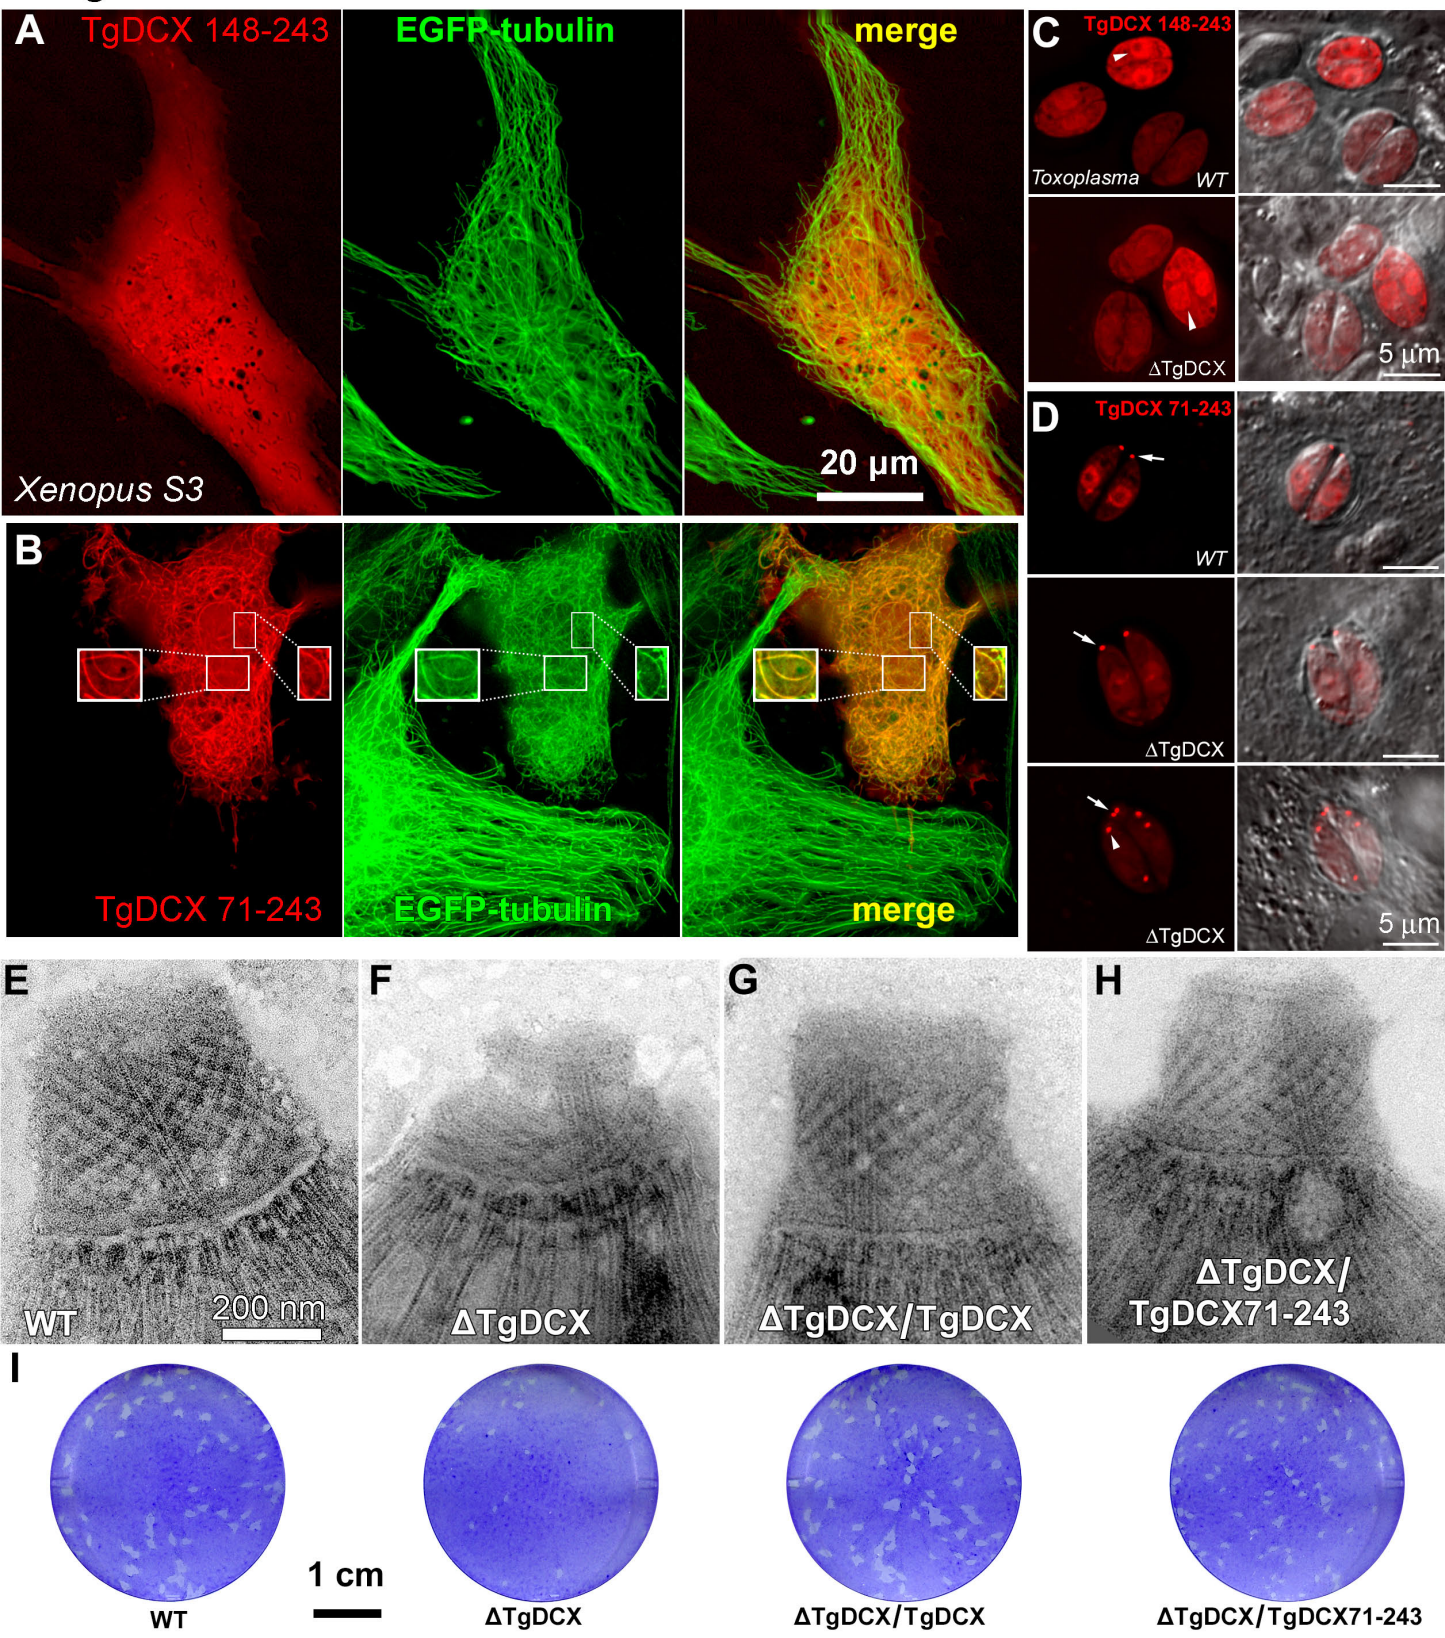 A
TgDCX 148-243
EGFP-tubulin
merge
Xenopus S3
20 µm
B
TgDCX 71-243
EGFP-tubulin
merge
C
TgDCX 148-243
Toxoplasma
WT
ΔTgDCX
5 µm
D
TgDCX 71-243
WT
ΔTgDCX
ΔTgDCX
5 µm
E
WT
200 nm
F
ΔTgDCX
G
ΔTgDCX/TgDCX
H
ΔTgDCX/
TgDCX71-243
I
1 cm
WT
ΔTgDCX
ΔTgDCX/TgDCX
ΔTgDCX/TgDCX71-243